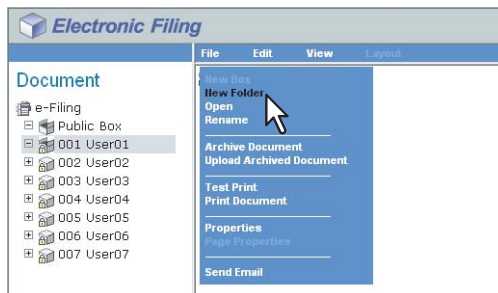 Electronic Filing
File Edit View Layout
Document
e-Filing
Public Box
001 User01
002 User02
003 User03
004 User04
005 User05
006 User06
007 User07
New Box
New Folder
Open
Rename
Archive Document
Upload Archived Document
Test Print
Print Document
Properties
Page Properties
Send Email